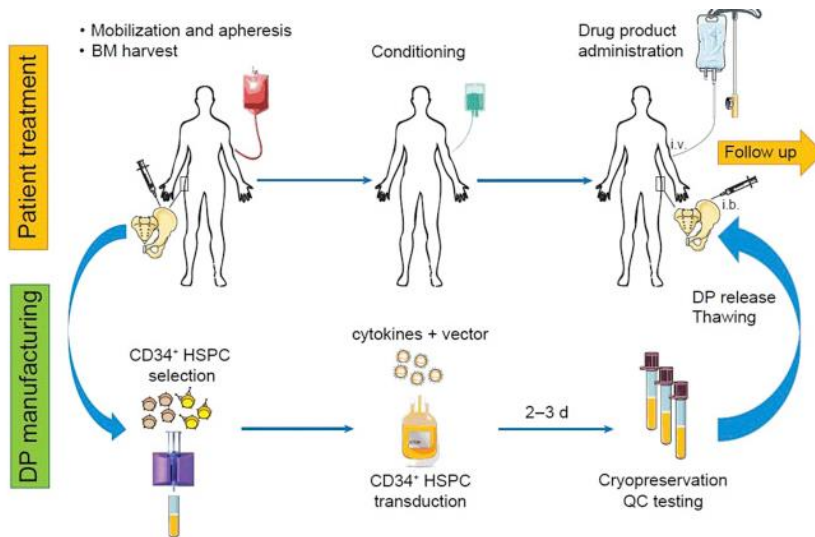 • Mobilization and apheresis
• BM harvest
Conditioning
Drug product
administration
Patient treatment
i.v.
Follow up
i.b.
DP release
Thawing
DP manufacturing
CD34⁺ HSPC
selection
cytokines + vector
CD34⁺ HSPC
transduction
2–3 d
Cryopreservation
QC testing